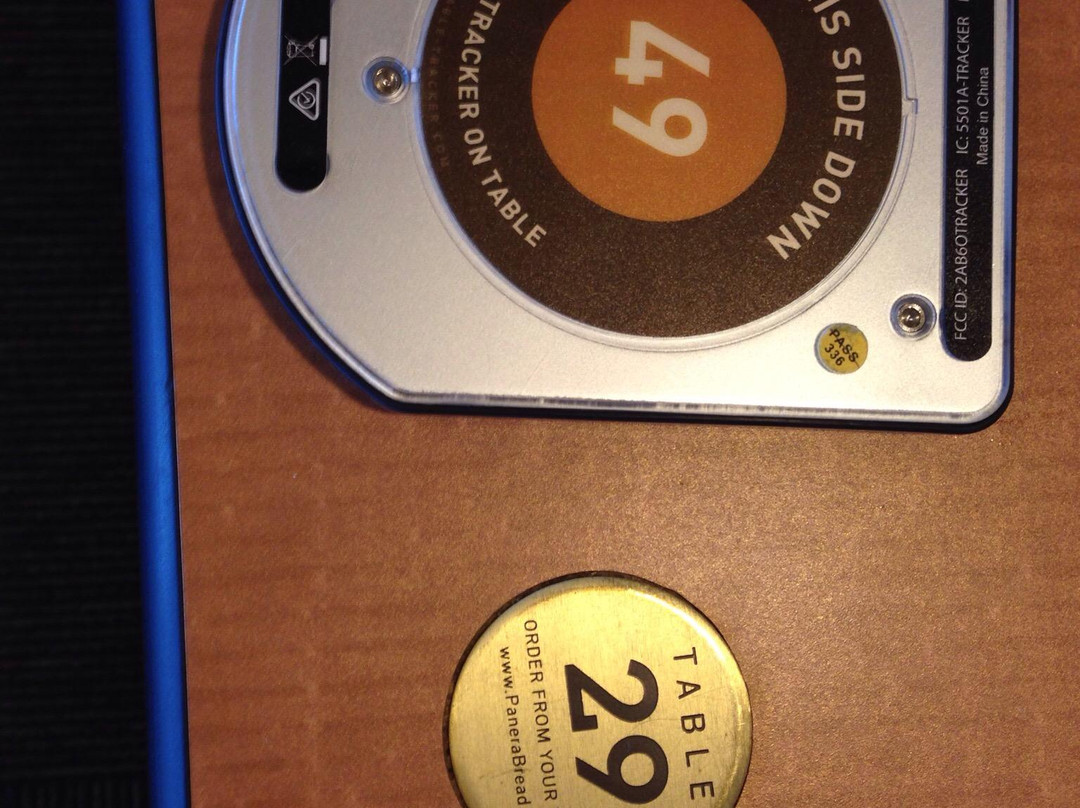 IS SIDE DOWN
49
TRACKER ON TABLE
FCC ID: 2AB6OTRACKER IC: 5501A-TRACKER
Made in China
PASS
336
TABLE
29
ORDER FROM YOUR
www.PaneraBread